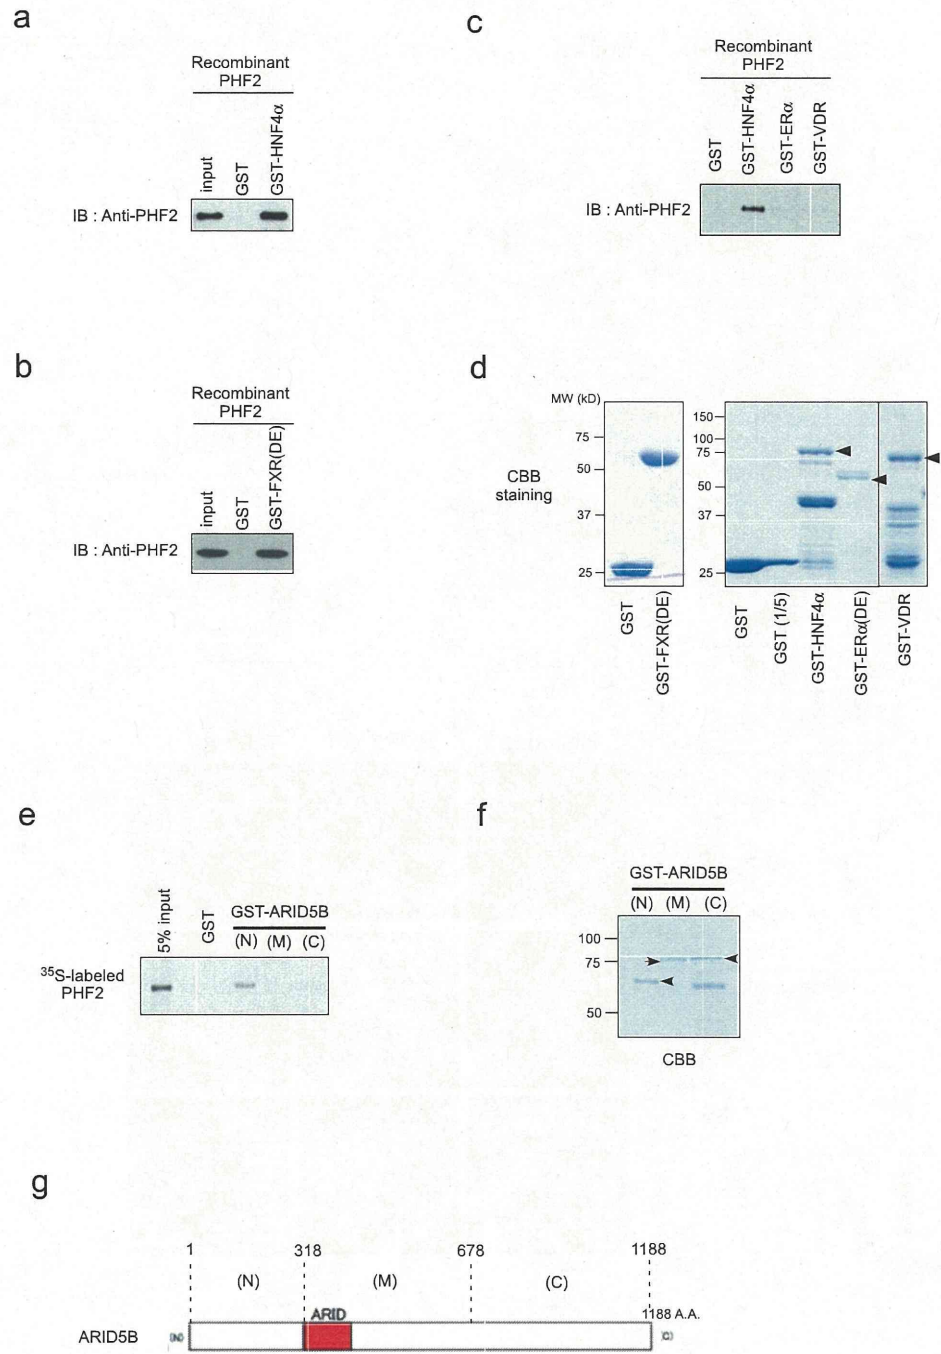 a
Recombinant
PHF2
input
GST
GST-HNF4α
IB : Anti-PHF2
c
Recombinant
PHF2
GST
GST-HNF4α
GST-ERα
GST-VDR
IB : Anti-PHF2
b
Recombinant
PHF2
input
GST
GST-FXR(DE)
IB : Anti-PHF2
d
MW (kD)
CBB
staining
75
50
37
25
GST
GST-FXR(DE)
150
100
75
50
37
25
GST
GST (1/5)
GST-HNF4α
GST-ERα(DE)
GST-VDR
e
5% input
GST
GST-ARID5B
(N) (M) (C)
³⁵S-labeled
PHF2
f
GST-ARID5B
(N) (M) (C)
100
75
50
CBB
g
1 318 678 1188
(N) (M) (C)
ARID
1188 A.A.
ARID5B (N) (C)